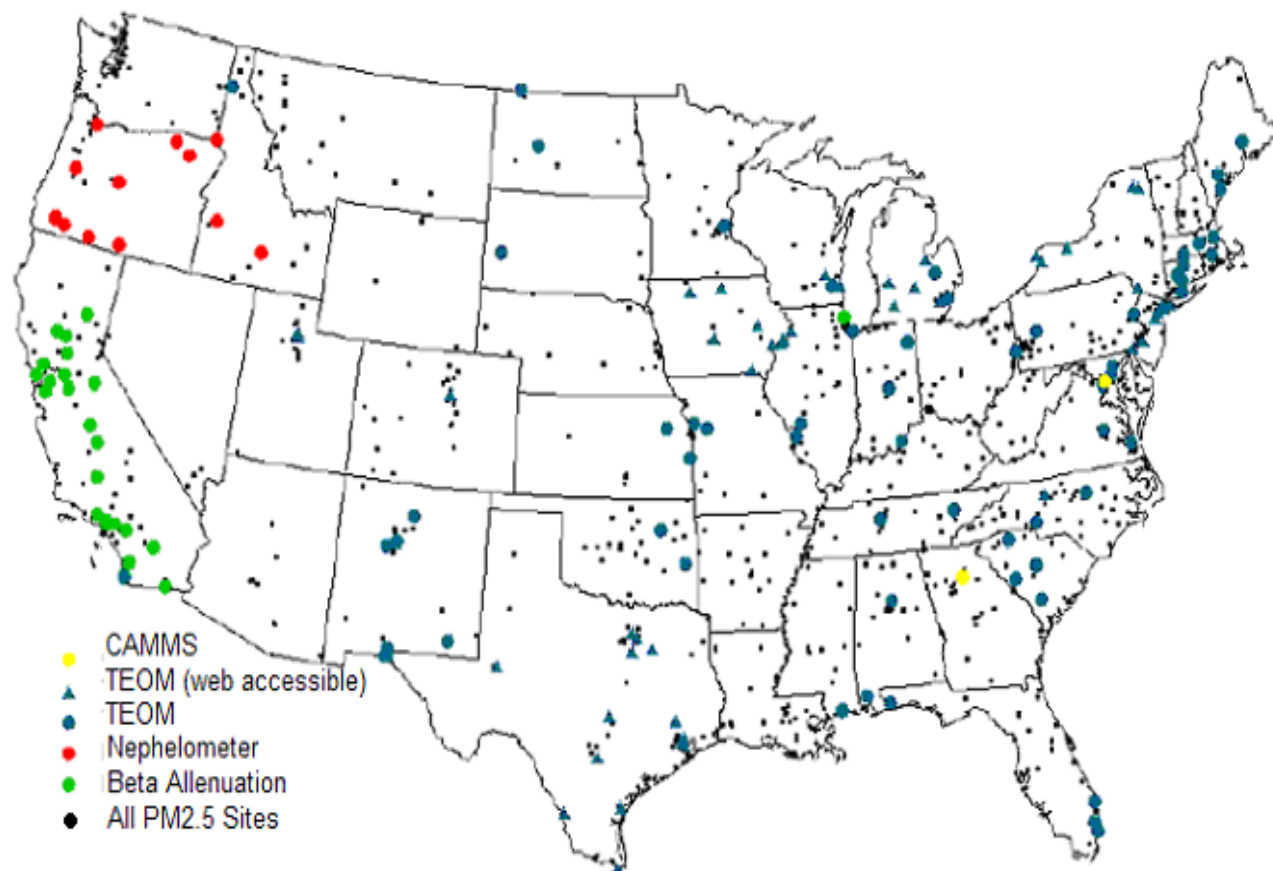 CAMMS
TEOM (web accessible)
TEOM
Nephelometer
Beta Allenuation
All PM2.5 Sites